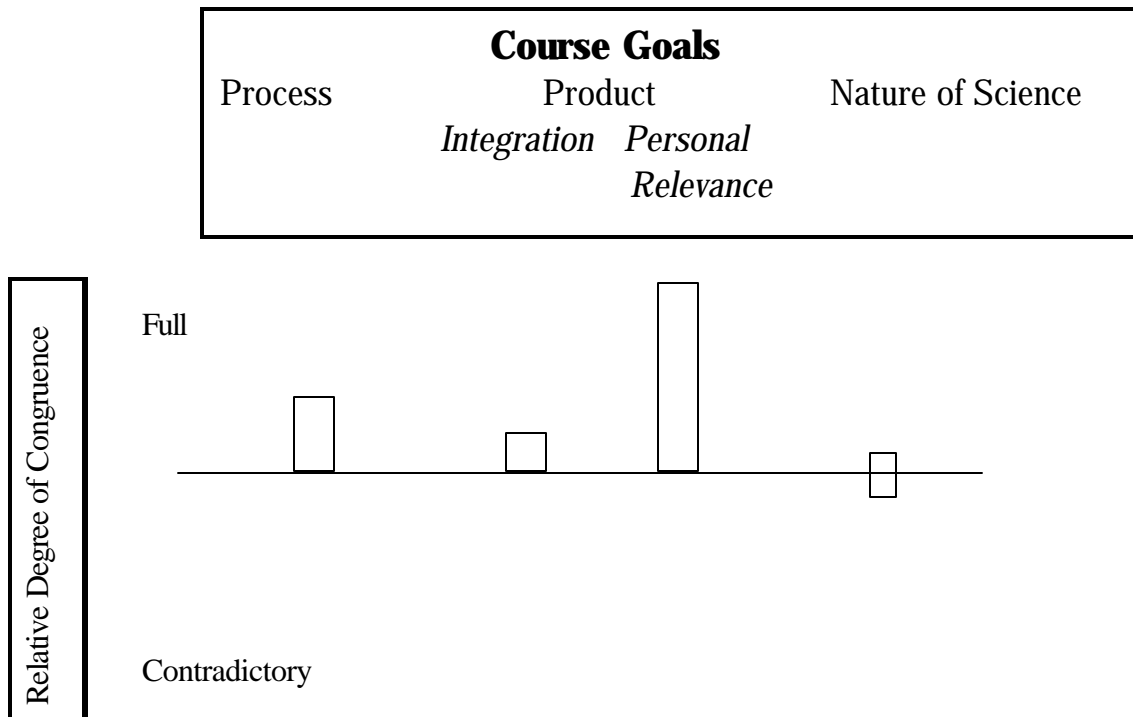 Course Goals
Process Product Nature of Science
Integration Personal
Relevance
Full
Relative Degree of Congruence
Contradictory